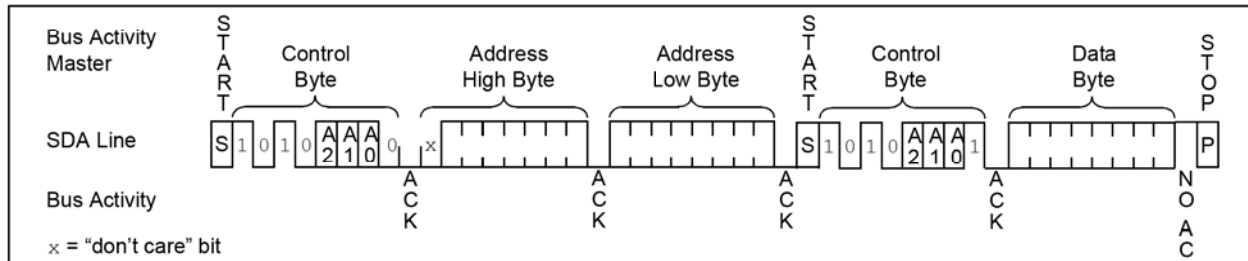 Bus Activity
Master
START
Control
Byte
Address
High Byte
Address
Low Byte
START
Control
Byte
Data
Byte
STOP
SDA Line
S 1 0 1 0 A2 A1 A0 0 x S 1 0 1 0 A2 A1 A0 1 P
Bus Activity
ACK
ACK
ACK
ACK
NO AC
x = “don’t care” bit